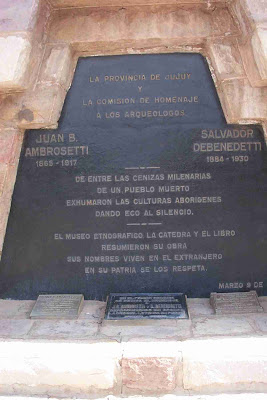 LA PROVINCIA DE JUJUY
Y
LA COMISION DE HOMENAJE
A LOS ARQUEOLOGOS
JUAN B.
AMBROSETTI
1865 - 1917
SALVADOR
DEBENEDETTI
1884 - 1930
DE ENTRE LAS CENIZAS MILENARIAS
DE UN PUEBLO MUERTO
EXHUMARON LAS CULTURAS ABORIGENES
DANDO ECO AL SILENCIO.
EL MUSEO ETNOGRAFICO LA CATEDRA Y EL LIBRO
RESUMIERON SU OBRA
SUS NOMBRES VIVEN EN EL EXTRANJERO
EN SU PATRIA SE LOS RESPETA.
MARZO 9 DE